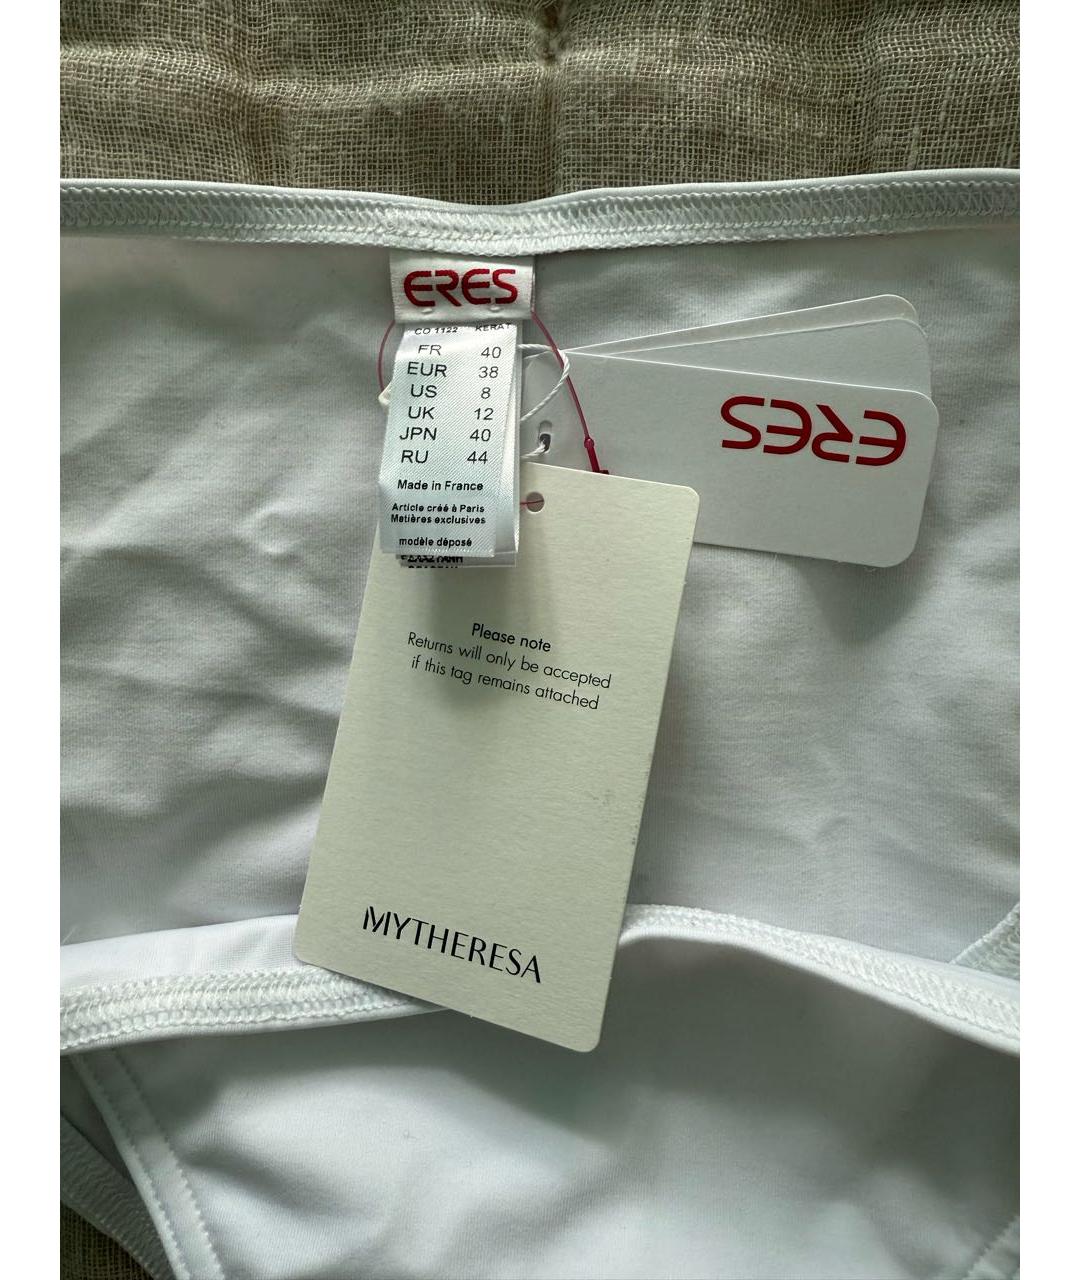 ERES
CO 1122 KERAT
FR 40
EUR 38
US 8
UK 12
JPN 40
RU 44
Made in France
Article créé à Paris
Matières exclusives
modèle déposé
ERES
Please note
Returns will only be accepted
if this tag remains attached
MYTHERESA